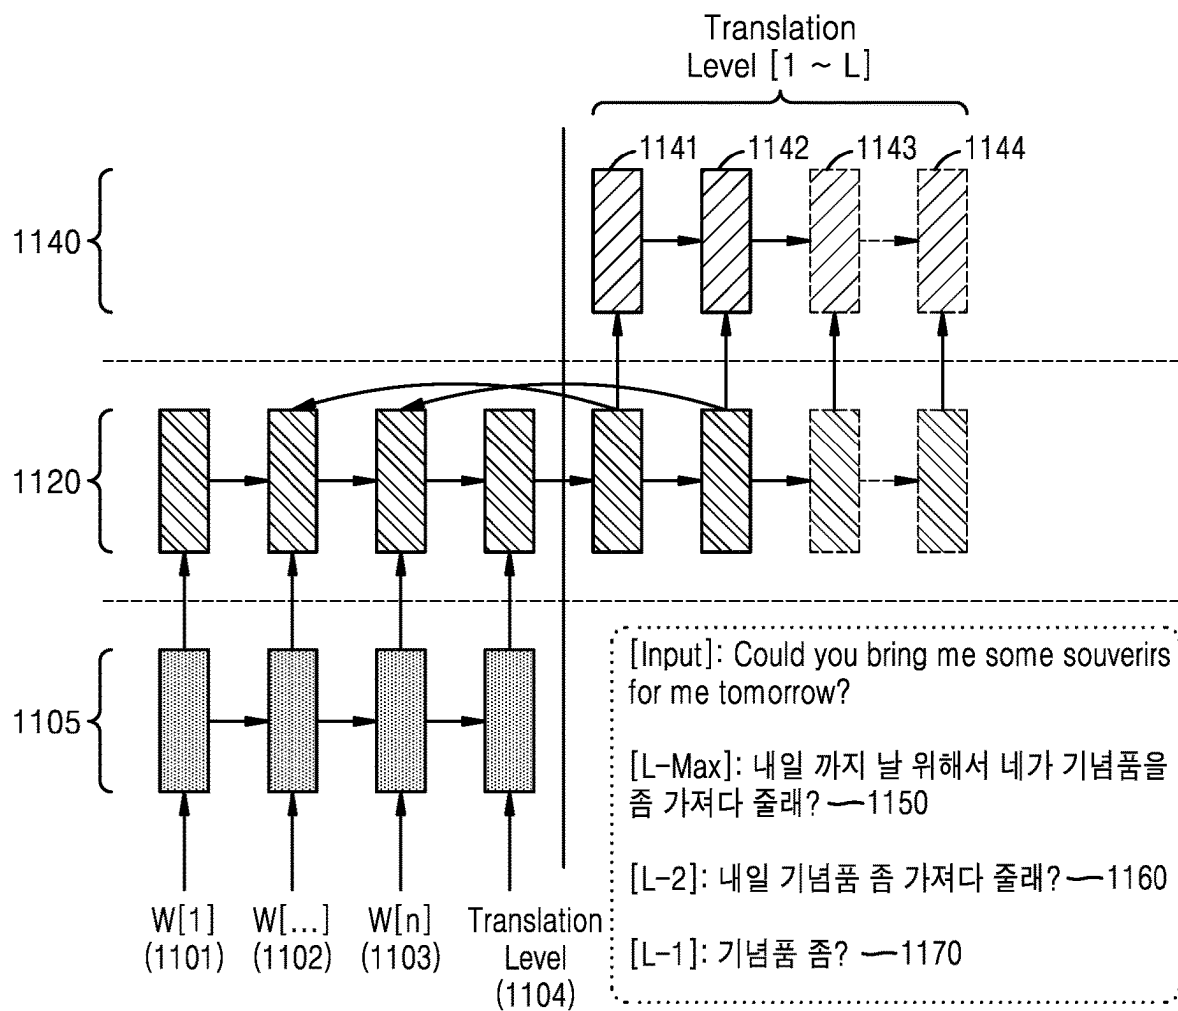 Translation
Level [1 ~ L]
1141
1142
1143
1144
1140
1120
1105
[Input]: Could you bring me some souverirs
for me tomorrow?
[L-Max]: 내일 까지 날 위해서 네가 기념품을
좀 가져다 줄래? 1150
[L-2]: 내일 기념품 좀 가져다 줄래? 1160
[L-1]: 기념품 좀? 1170
W[1]
(1101)
W[...]
(1102)
W[n]
(1103)
Translation
Level
(1104)